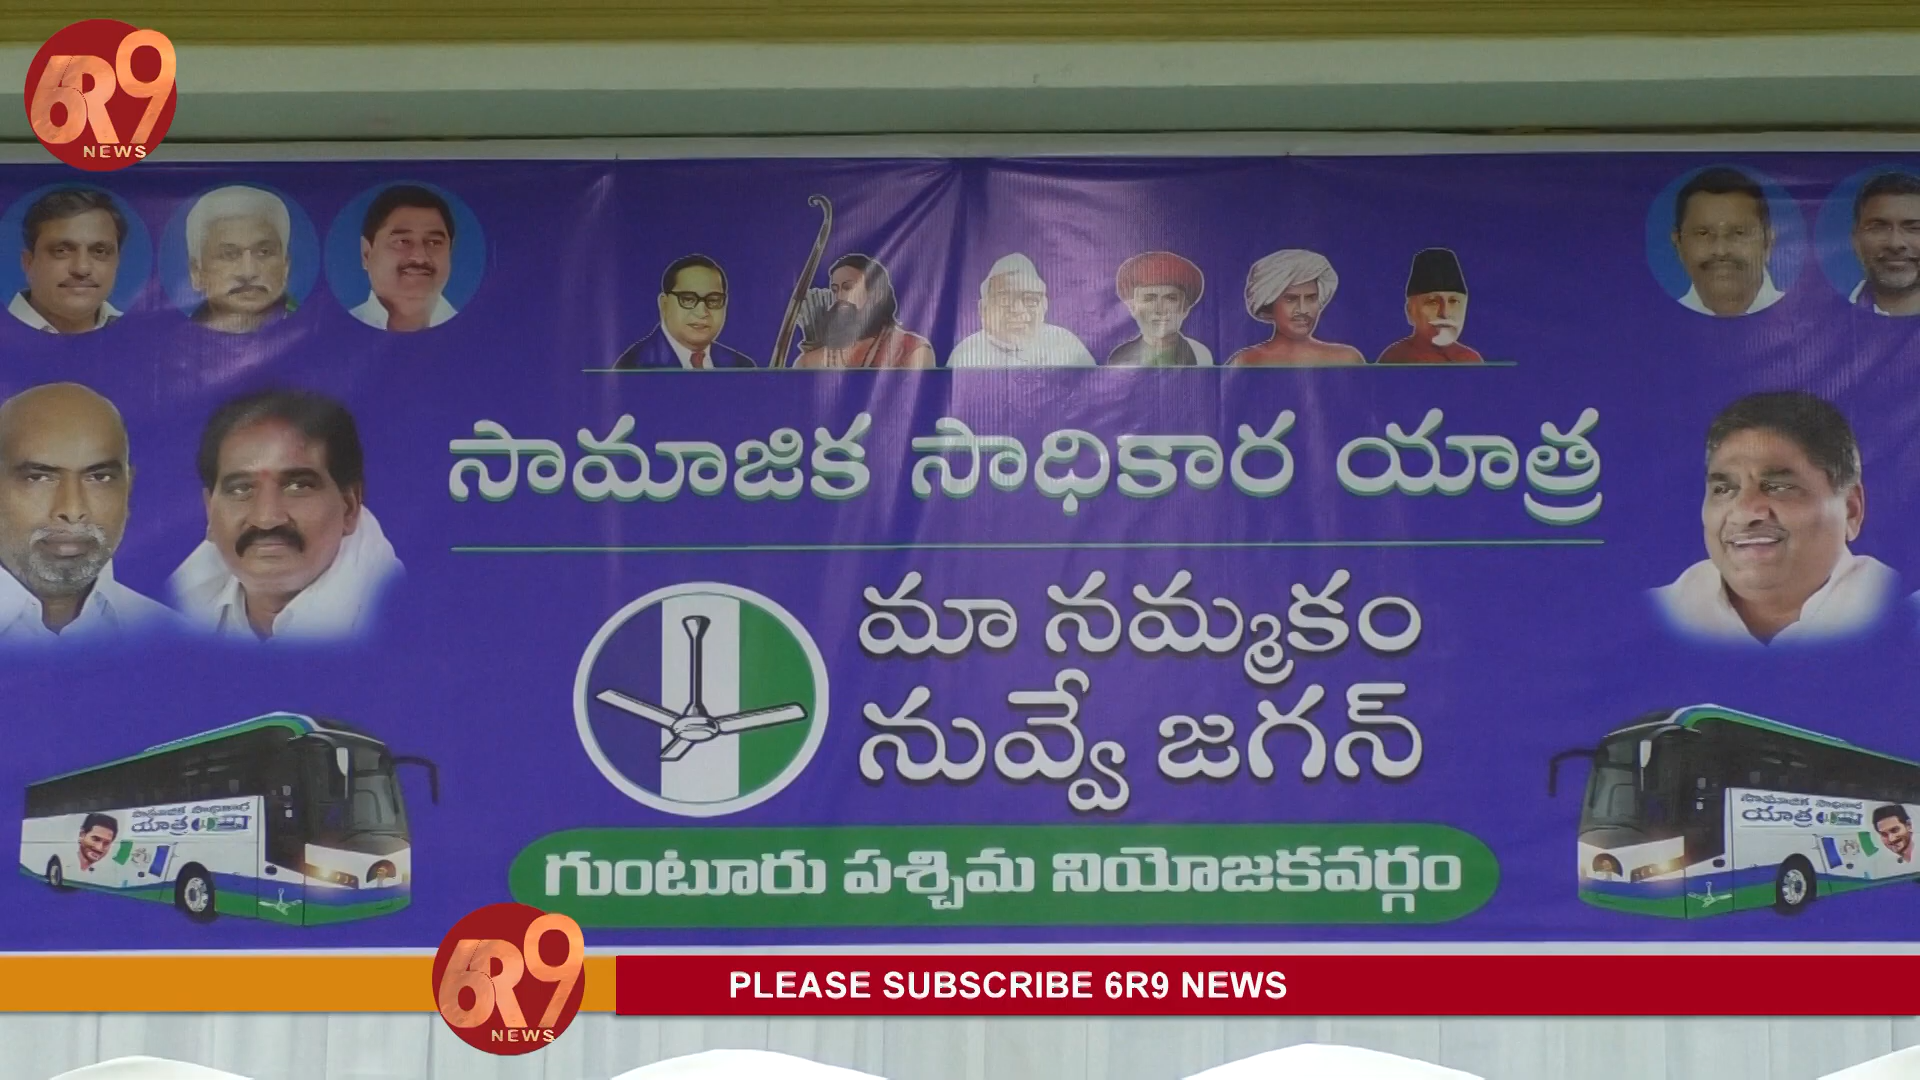 6R9
NEWS
సామాజిక సాధికార యాత్ర
మా నమ్మకం
నువ్వే జగన్
సామాజిక సాధికార
యాత్ర
సామాజిక సాధికార
యాత్ర
గుంటూరు పశ్చిమ నియోజకవర్గం
6R9
NEWS
PLEASE SUBSCRIBE 6R9 NEWS